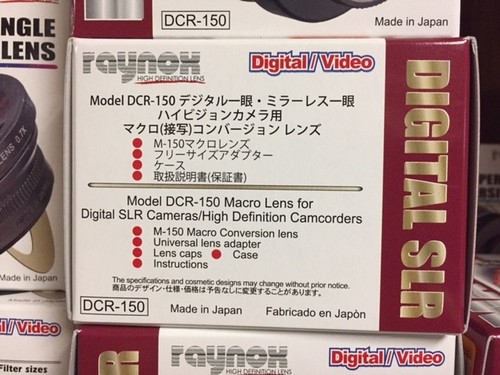 DCR-150
Made in Japan
NGLE
LENS
LENS 0.7X
Made in Japan
l/Video
Filter sizes
raynox
HIGH DEFINITION LENS
Digital/Video
Model DCR-150 デジタル一眼・ミラーレス一眼
ハイビジョンカメラ用
マクロ(接写)コンバージョン レンズ
M-150マクロレンズ
フリーサイズアダプター
ケース
取扱説明書(保証書)
Model DCR-150 Macro Lens for
Digital SLR Cameras/High Definition Camcorders
M-150 Macro Conversion lens
Universal lens adapter
Lens caps Case
Instructions
The specifications and cosmetic designs may change without prior notice.
商品のデザイン・仕様・価格は予告なしに変更することがあります。
DCR-150
Made in Japan
Fabricado en Japòn
DIGITAL SLR
raynox
HIGH DEFINITION LENS
Digital/Video